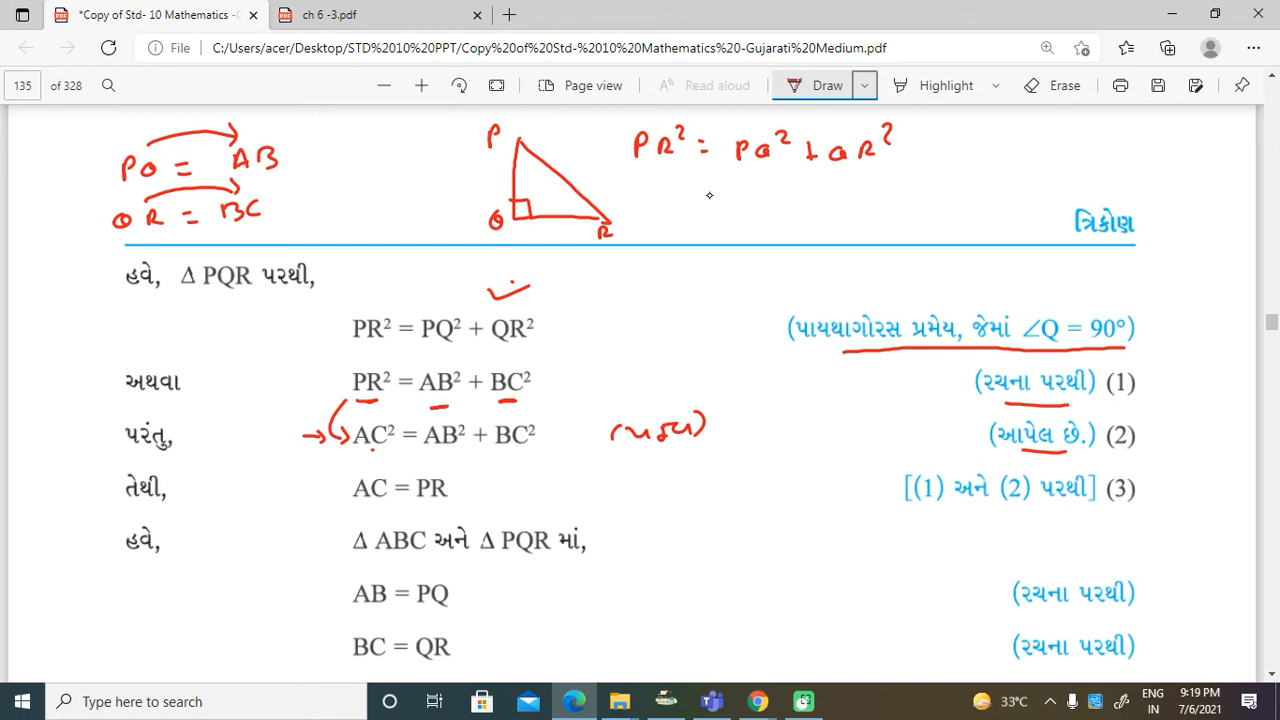 *Copy of Std- 10 Mathematics -G
ch 6 -3.pdf
File C:/Users/acer/Desktop/STD%2010%20PPT/Copy%20of%20Std-%2010%20Mathematics%20-Gujarati%20Medium.pdf
135 of 328 Page view Read aloud Draw Highlight Erase
PQ = AB
QR = BC
P
Q
R
PR² = PQ² + QR²
ત્રિકોણ
હવે, Δ PQR પરથી,
PR² = PQ² + QR² (પાયથાગોરસ પ્રમેય, જેમાં ∠Q = 90°)
અથવા PR² = AB² + BC² (રચના પરથી) (1)
પરંતુ, AC² = AB² + BC² (પક્ષ) (આપેલ છે.) (2)
તેથી, AC = PR [(1) અને (2) પરથી] (3)
હવે, Δ ABC અને Δ PQR માં,
AB = PQ (રચના પરથી)
BC = QR (રચના પરથી)
Type here to search 33°C ENG 9:19 PM
IN 7/6/2021